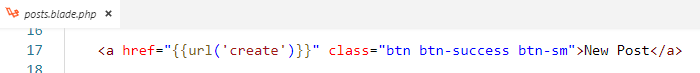 posts.blade.php ×
16
17 <a href="{{url('create')}}" class="btn btn-success btn-sm">New Post</a>
18